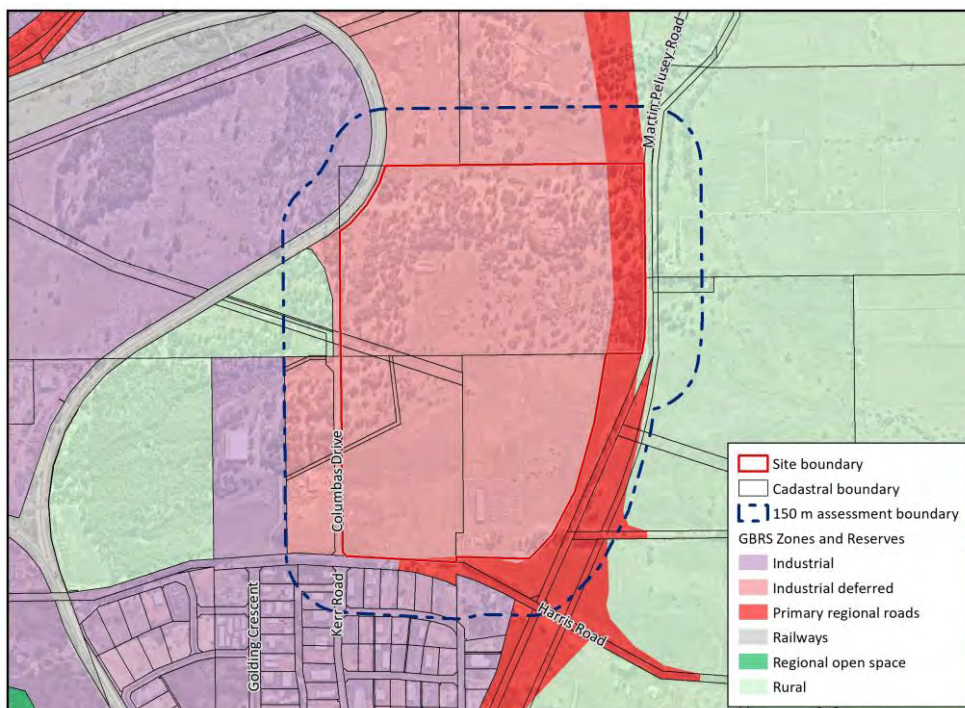 Martin Pelusey Road
Columbas Drive
Kerr Road
Golding Crescent
Harris Road
Site boundary
Cadastral boundary
150 m assessment boundary
GBRS Zones and Reserves
Industrial
Industrial deferred
Primary regional roads
Railways
Regional open space
Rural